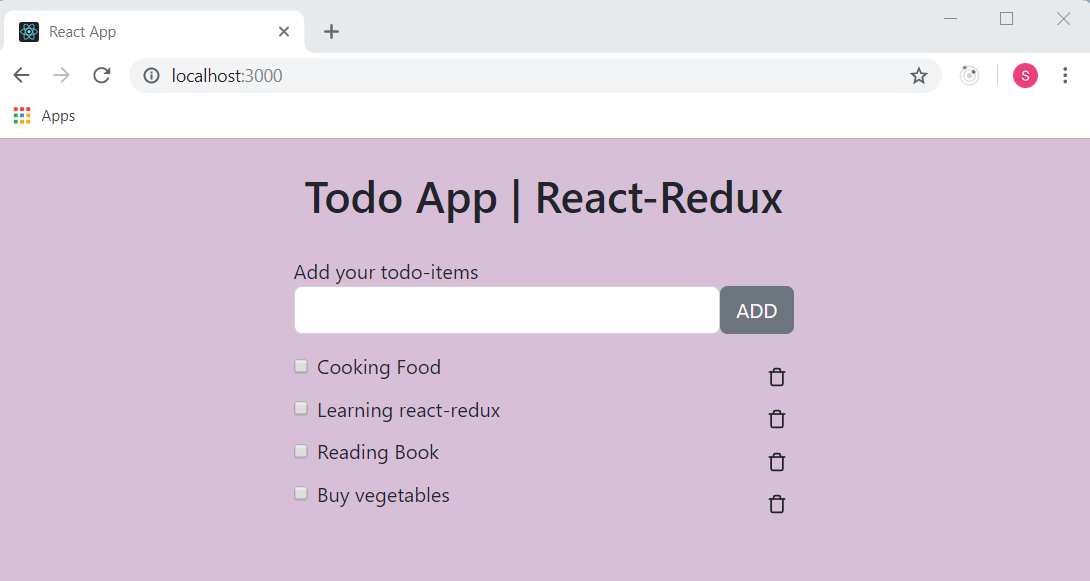 React App
localhost:3000
S
Apps
Todo App | React-Redux
Add your todo-items
ADD
Cooking Food
Learning react-redux
Reading Book
Buy vegetables